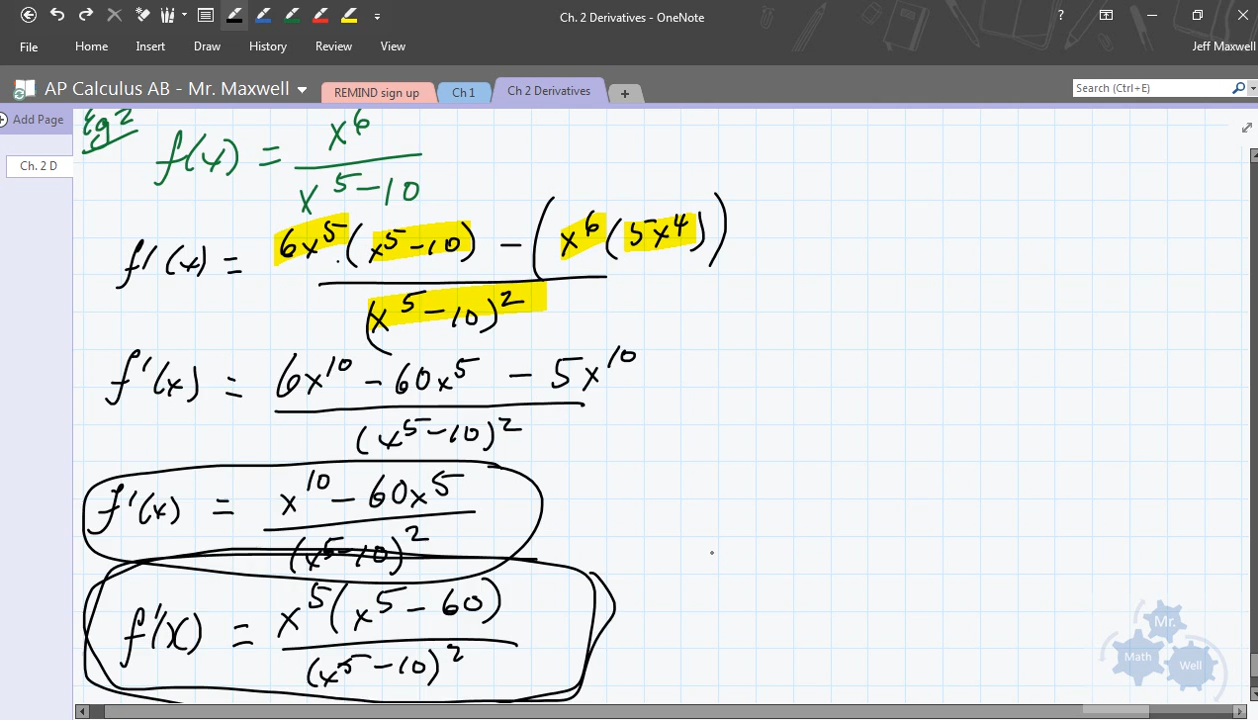 Ch. 2 Derivatives - OneNote
?
File Home Insert Draw History Review View
Jeff Maxwell
AP Calculus AB - Mr. Maxwell
REMIND sign up
Ch 1
Ch 2 Derivatives
+
Search (Ctrl+E)
Add Page
Ch. 2 D
Eg 2
f(x) = x^6 / (x^5 - 10)
f'(x) = 6x^5 · (x^5 - 10) - (x^6 (5x^4)) / (x^5 - 10)^2
f'(x) = 6x^10 - 60x^5 - 5x^10 / (x^5 - 10)^2
f'(x) = x^10 - 60x^5 / (x^5 - 10)^2
f'(x) = x^5 (x^5 - 60) / (x^5 - 10)^2
Mr.
Math
Well